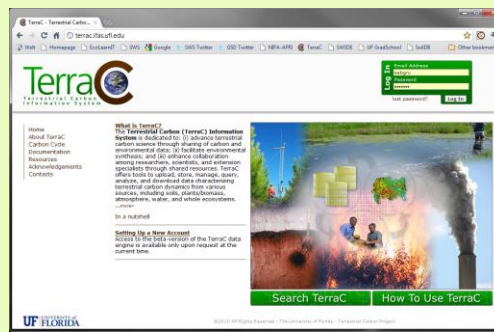 TerraC - Terrestrial Carbo...
terrac.ifas.ufl.edu
Homepage
EcoLearnIT
SWS
Google
SWS Twitter
GSD Twitter
NIFA-AFRI
TerraC
SWSDE
UF GradSchool
SoilDB
Other bookmar
TerraC
Terrestrial Carbon
Information System
Log In
Email Address
sabgru
Password
*******
lost password?
Log In
Home
About TerraC
Carbon Cycle
Documentation
Resources
Acknowledgements
Contacts
What is TerraC?
The Terrestrial Carbon (TerraC) Information
System is dedicated to: (i) advance terrestrial
carbon science through sharing of carbon and
environmental data; (ii) facilitate environmental
synthesis; and (iii) enhance collaboration
among researchers, scientists, and extension
specialists through shared resources. TerraC
offers tools to upload, store, manage, query,
analyze, and download data characterizing
terrestrial carbon dynamics from various
sources, including soils, plants/biomass,
atmosphere, water, and whole ecosystems.
...more›
In a nutshell
Setting Up a New Account
Access to the beta-version of the TerraC data
engine is available only upon request at the
current time.
Search TerraC
How To Use TerraC
UF UNIVERSITY of
FLORIDA
©2010 All Rights Reserved - The University of Florida - Terrestrial Carbon Project